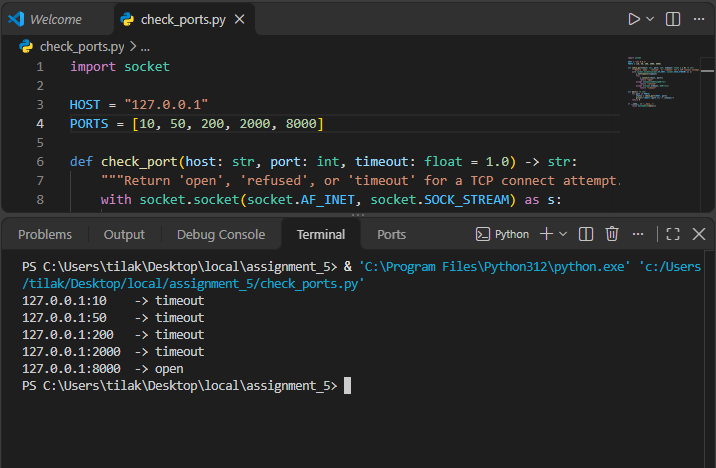 Welcome
check_ports.py
check_ports.py > ...
1 import socket
2
3 HOST = "127.0.0.1"
4 PORTS = [10, 50, 200, 2000, 8000]
5
6 def check_port(host: str, port: int, timeout: float = 1.0) -> str:
7     """Return 'open', 'refused', or 'timeout' for a TCP connect attempt.
8     with socket.socket(socket.AF_INET, socket.SOCK_STREAM) as s:
Problems Output Debug Console Terminal Ports Python
PS C:\Users\tilak\Desktop\local\assignment_5> & 'C:\Program Files\Python312\python.exe' 'c:/Users
/tilak/Desktop/local/assignment_5/check_ports.py'
127.0.0.1:10    -> timeout
127.0.0.1:50    -> timeout
127.0.0.1:200   -> timeout
127.0.0.1:2000  -> timeout
127.0.0.1:8000  -> open
PS C:\Users\tilak\Desktop\local\assignment_5>